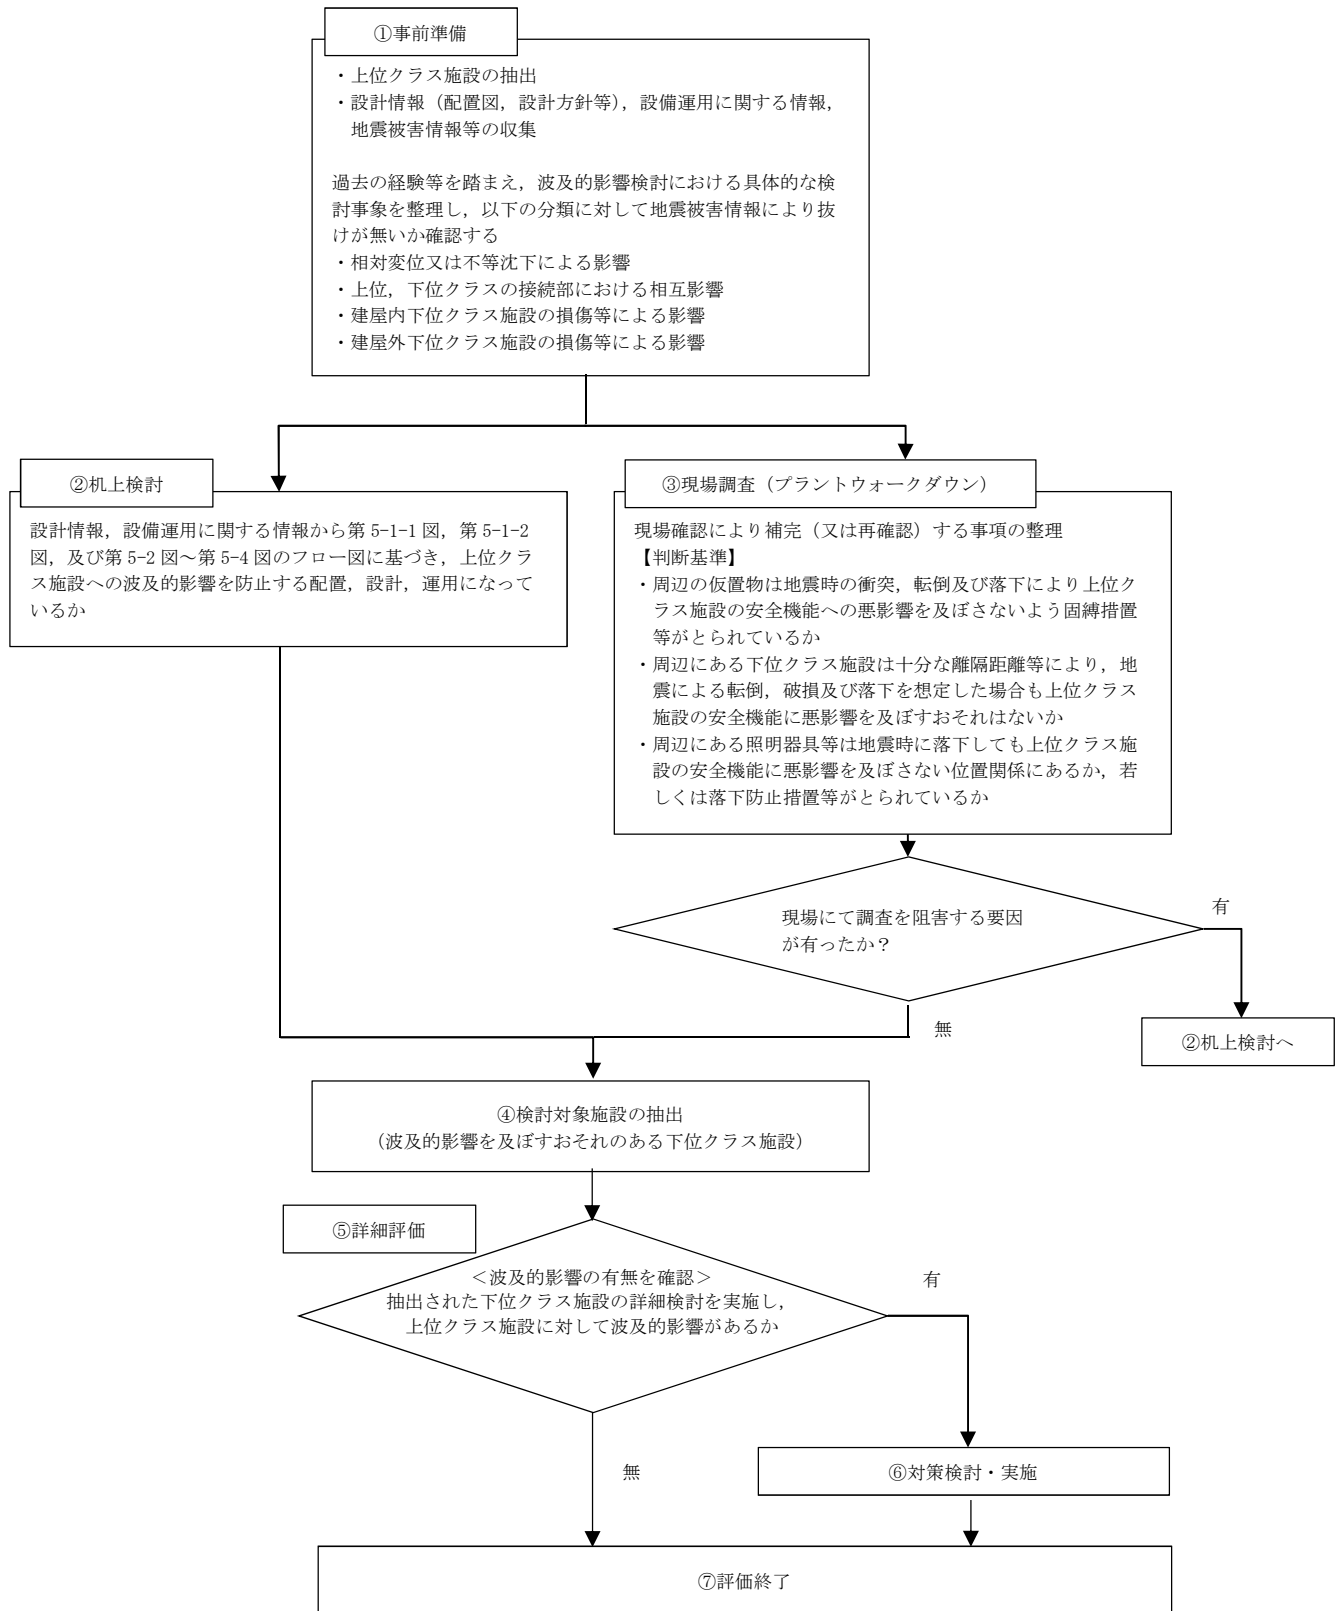 ①事前準備
・上位クラス施設の抽出
・設計情報（配置図，設計方針等），設備運用に関する情報，
地震被害情報等の収集
過去の経験等を踏まえ，波及的影響検討における具体的な検
討事象を整理し，以下の分類に対して地震被害情報により抜
けが無いか確認する
・相対変位又は不等沈下による影響
・上位，下位クラスの接続部における相互影響
・建屋内下位クラス施設の損傷等による影響
・建屋外下位クラス施設の損傷等による影響
②机上検討
設計情報，設備運用に関する情報から第 5-1-1 図，第 5-1-2
図，及び第 5-2 図～第 5-4 図のフロー図に基づき，上位クラ
ス施設への波及的影響を防止する配置，設計，運用になって
いるか
③現場調査（プラントウォークダウン）
現場確認により補完（又は再確認）する事項の整理
【判断基準】
・周辺の仮置物は地震時の衝突，転倒及び落下により上位ク
ラス施設の安全機能への悪影響を及ぼさないよう固縛措置
等がとられているか
・周辺にある下位クラス施設は十分な離隔距離等により，地
震による転倒，破損及び落下を想定した場合も上位クラス
施設の安全機能に悪影響を及ぼすおそれはないか
・周辺にある照明器具等は地震時に落下しても上位クラス施
設の安全機能に悪影響を及ぼさない位置関係にあるか，若
しくは落下防止措置等がとられているか
現場にて調査を阻害する要因
が有ったか？
有
無
②机上検討へ
④検討対象施設の抽出
（波及的影響を及ぼすおそれのある下位クラス施設）
⑤詳細評価
＜波及的影響の有無を確認＞
抽出された下位クラス施設の詳細検討を実施し，
上位クラス施設に対して波及的影響があるか
有
無
⑥対策検討・実施
⑦評価終了